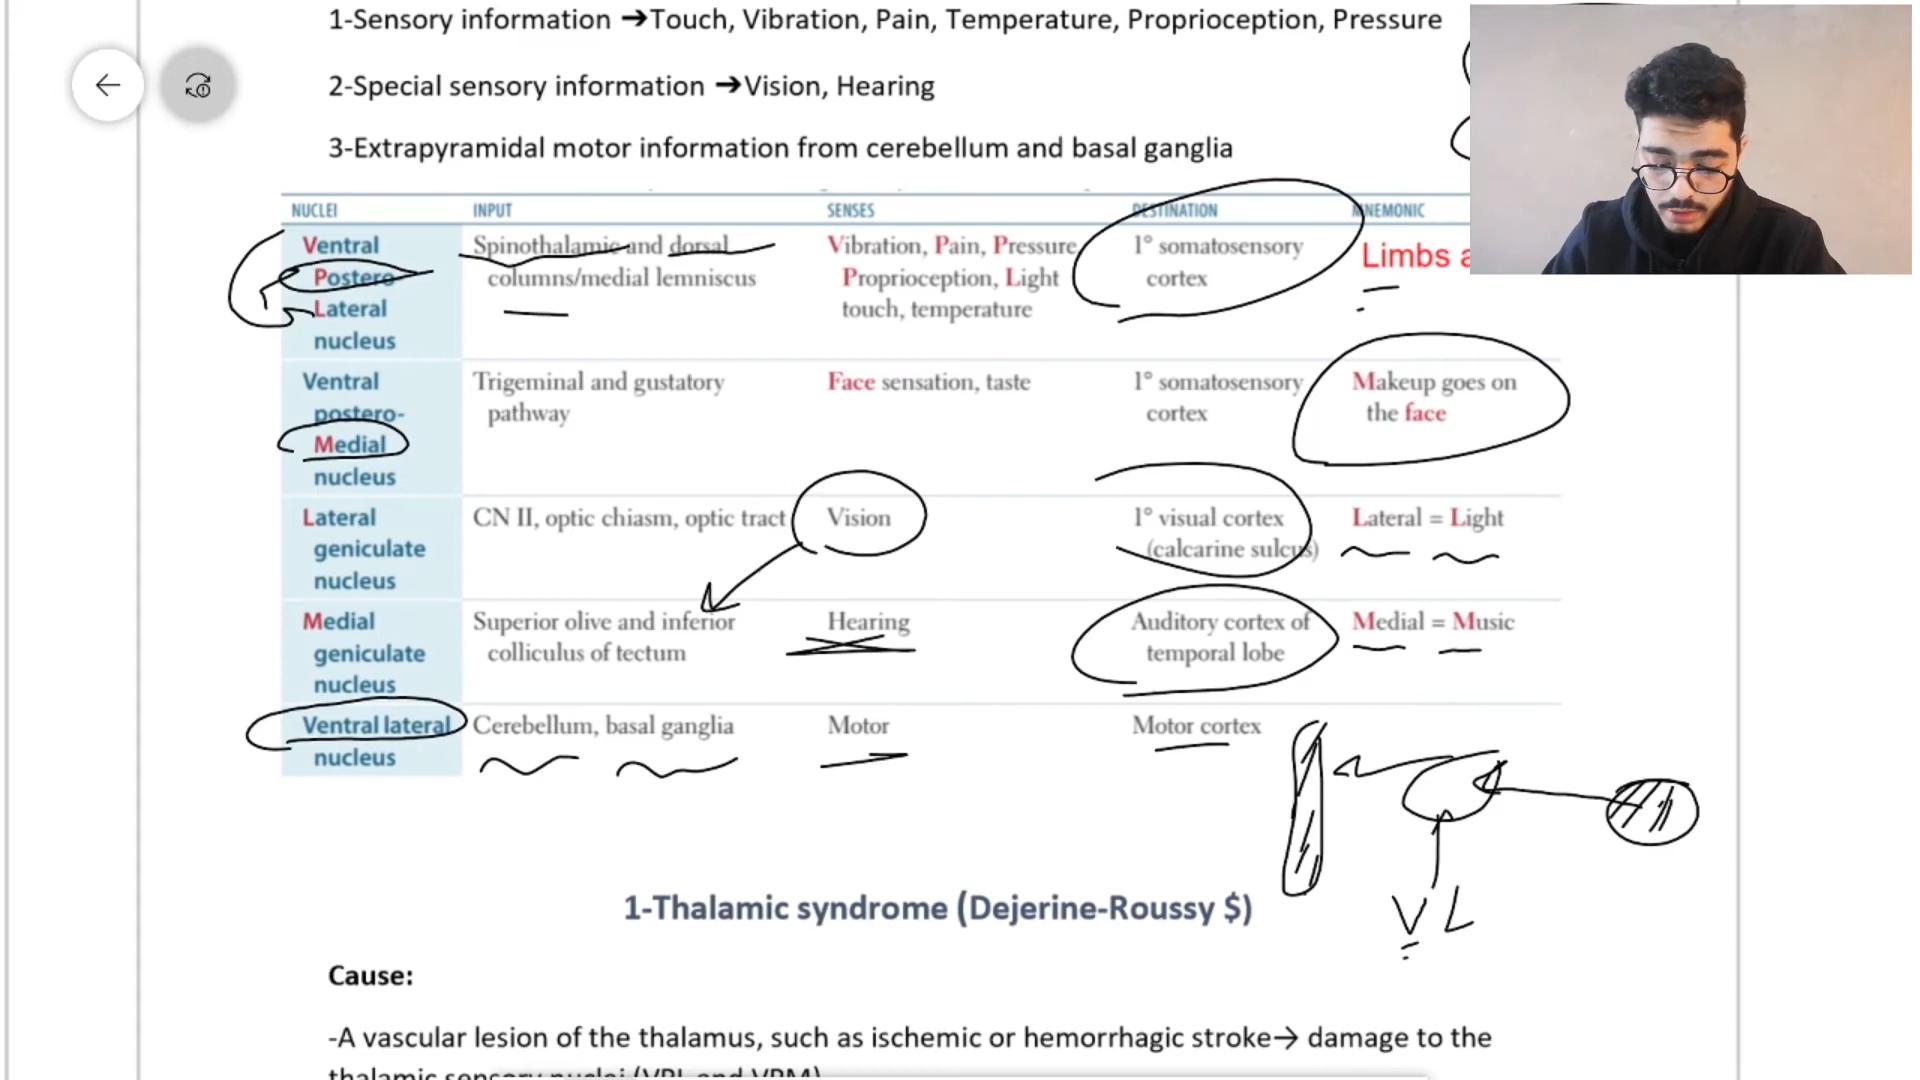 1-Sensory information ➔Touch, Vibration, Pain, Temperature, Proprioception, Pressure
2-Special sensory information ➔Vision, Hearing
3-Extrapyramidal motor information from cerebellum and basal ganglia
NUCLEI INPUT SENSES DESTINATION MNEMONIC
Ventral Spinothalamic and dorsal Vibration, Pain, Pressure 1° somatosensory Limbs
Postero- columns/medial lemniscus Proprioception, Light cortex
Lateral touch, temperature
nucleus
Ventral Trigeminal and gustatory Face sensation, taste 1° somatosensory Makeup goes on
postero- pathway cortex the face
Medial
nucleus
Lateral CN II, optic chiasm, optic tract Vision 1° visual cortex Lateral = Light
geniculate (calcarine sulcus)
nucleus
Medial Superior olive and inferior Hearing Auditory cortex of Medial = Music
geniculate colliculus of tectum temporal lobe
nucleus
Ventral lateral Cerebellum, basal ganglia Motor Motor cortex
nucleus
VL
1-Thalamic syndrome (Dejerine-Roussy $)
Cause:
-A vascular lesion of the thalamus, such as ischemic or hemorrhagic stroke→ damage to the
thalamic sensory nuclei (VPL and VPM)